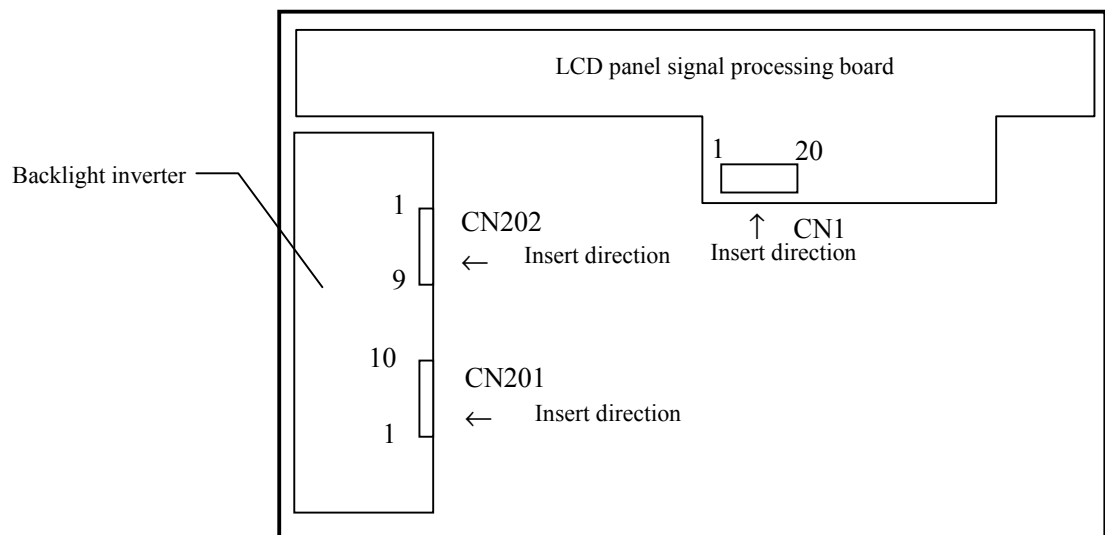 LCD panel signal processing board
1 20
Backlight inverter
1
CN202
↑ CN1
← Insert direction
Insert direction
9
10
CN201
← Insert direction
1